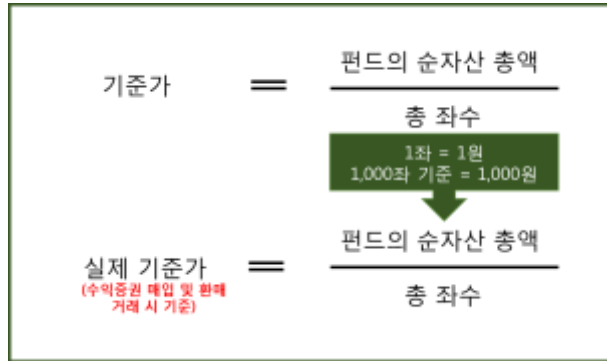 펀드의 순자산 총액
기준가 =
총 좌수
1좌 = 1원
1,000좌 기준 = 1,000원
펀드의 순자산 총액
실제 기준가 =
(수익증권 매입 및 환매
거래 시 기준)
총 좌수